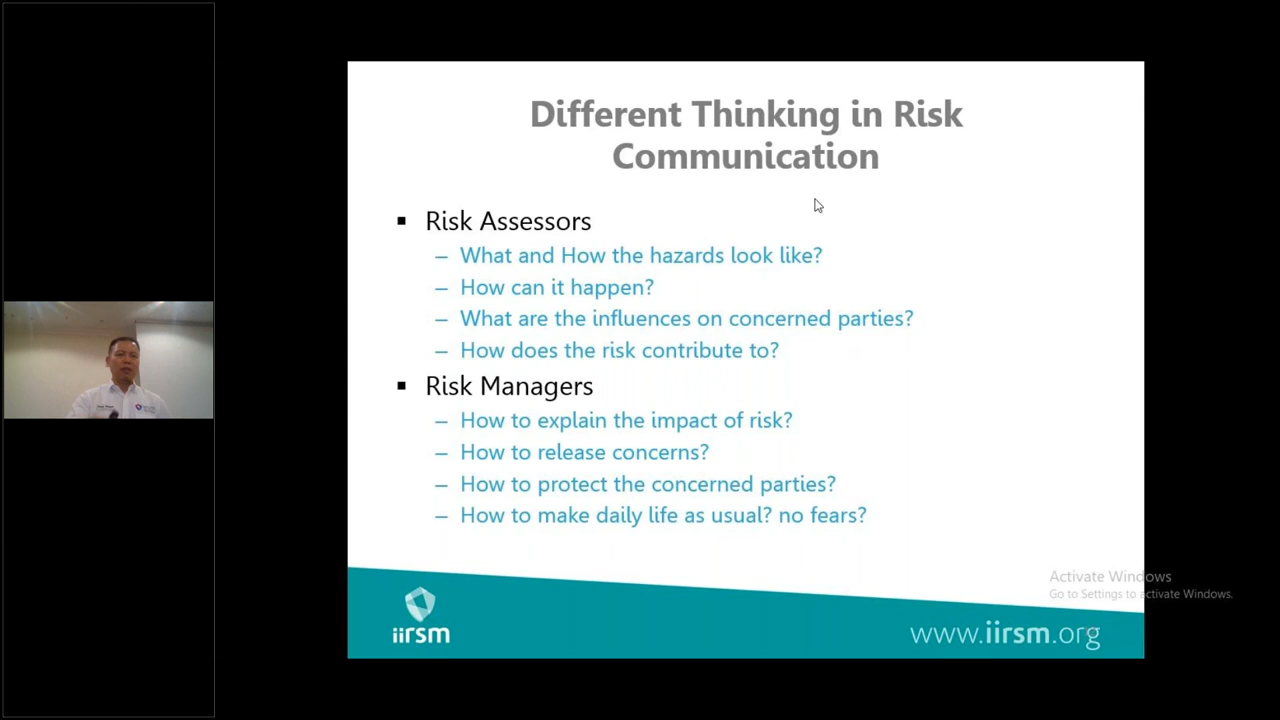 Different Thinking in Risk
Communication
▪ Risk Assessors
– What and How the hazards look like?
– How can it happen?
– What are the influences on concerned parties?
– How does the risk contribute to?
▪ Risk Managers
– How to explain the impact of risk?
– How to release concerns?
– How to protect the concerned parties?
– How to make daily life as usual? no fears?
Activate Windows
Go to Settings to activate Windows.
iirsm
www.iirsm.org